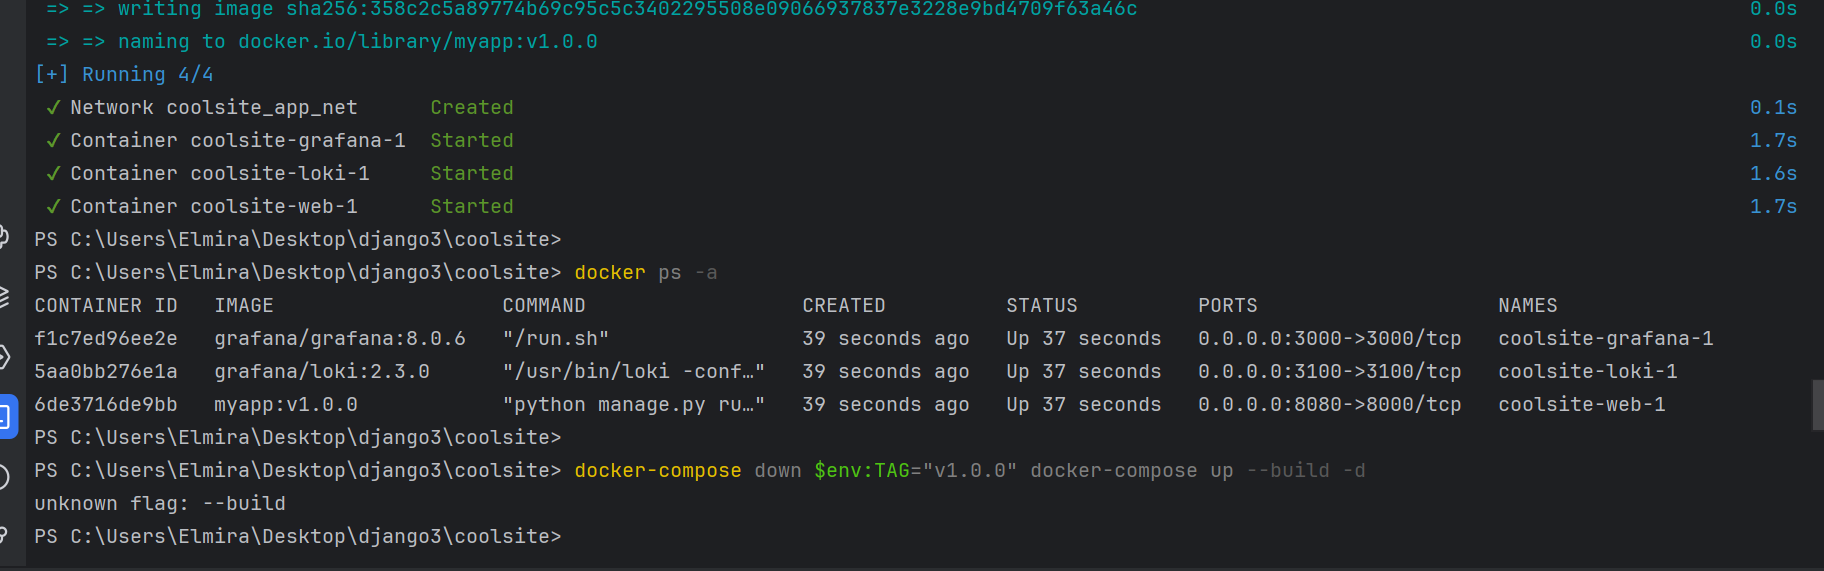 => => writing image sha256:358c2c5a89774b69c95c5c3402295508e09066937837e3228e9bd4709f63a46c 0.0s
=> => naming to docker.io/library/myapp:v1.0.0 0.0s
[+] Running 4/4
✓ Network coolsite_app_net Created 0.1s
✓ Container coolsite-grafana-1 Started 1.7s
✓ Container coolsite-loki-1 Started 1.6s
✓ Container coolsite-web-1 Started 1.7s
PS C:\Users\Elmira\Desktop\django3\coolsite>
PS C:\Users\Elmira\Desktop\django3\coolsite> docker ps -a
CONTAINER ID IMAGE COMMAND CREATED STATUS PORTS NAMES
f1c7ed96ee2e grafana/grafana:8.0.6 "/run.sh" 39 seconds ago Up 37 seconds 0.0.0.0:3000->3000/tcp coolsite-grafana-1
5aa0bb276e1a grafana/loki:2.3.0 "/usr/bin/loki -conf…" 39 seconds ago Up 37 seconds 0.0.0.0:3100->3100/tcp coolsite-loki-1
6de3716de9bb myapp:v1.0.0 "python manage.py ru…" 39 seconds ago Up 37 seconds 0.0.0.0:8080->8000/tcp coolsite-web-1
PS C:\Users\Elmira\Desktop\django3\coolsite>
PS C:\Users\Elmira\Desktop\django3\coolsite> docker-compose down $env:TAG="v1.0.0" docker-compose up --build -d
unknown flag: --build
PS C:\Users\Elmira\Desktop\django3\coolsite>